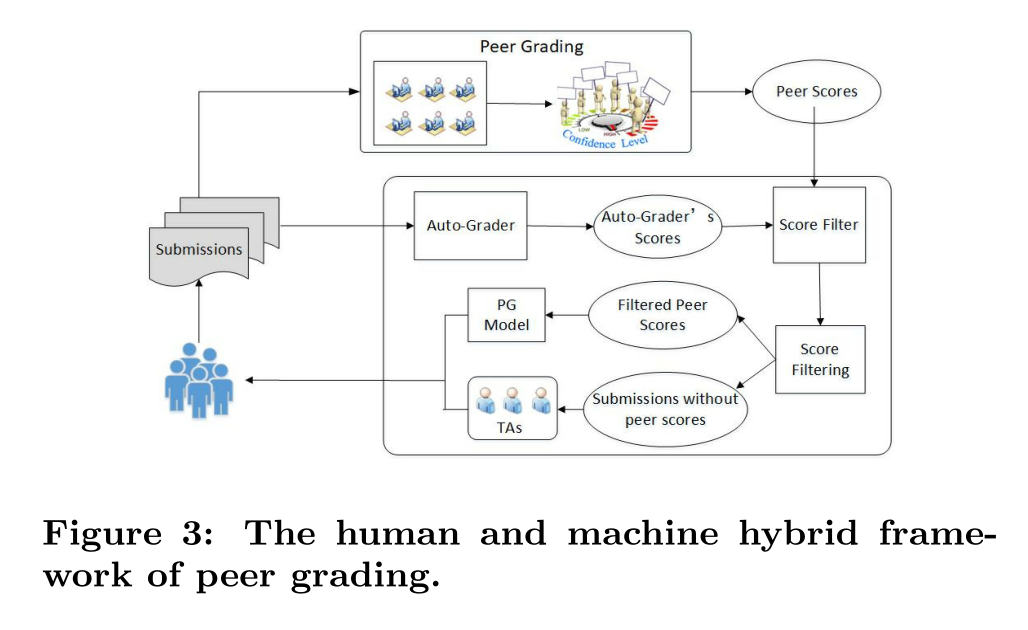 Peer Grading
LOW
HIGH
Confidence Level
Peer Scores
Submissions
Auto-Grader
Auto-Grader’s
Scores
Score Filter
PG
Model
Filtered Peer
Scores
Score
Filtering
TAs
Submissions without
peer scores
Figure 3: The human and machine hybrid frame-
work of peer grading.